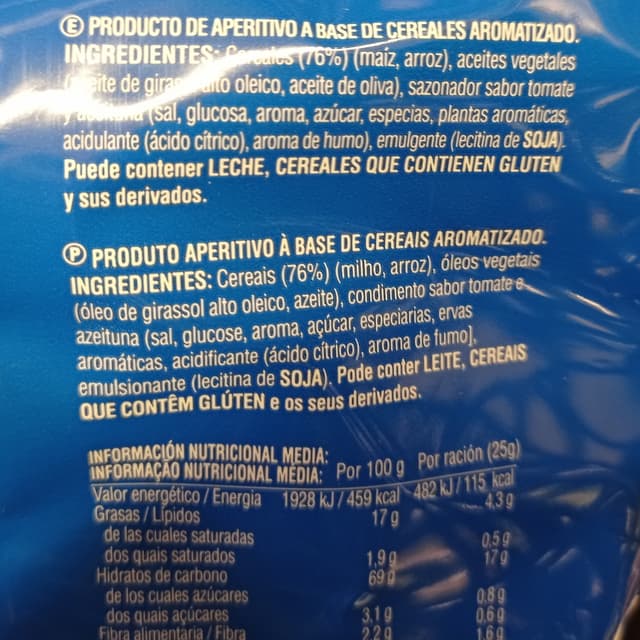 Ⓔ PRODUCTO DE APERITIVO A BASE DE CEREALES AROMATIZADO.
INGREDIENTES: Cereales (76%) (maíz, arroz), aceites vegetales
(aceite de girasol alto oleico, aceite de oliva), sazonador sabor tomate
y aceituna (sal, glucosa, aroma, azúcar, especias, plantas aromáticas,
acidulante (ácido cítrico), aroma de humo), emulgente (lecitina de SOJA).
Puede contener LECHE, CEREALES QUE CONTIENEN GLUTEN
y sus derivados.
Ⓟ PRODUTO APERITIVO À BASE DE CEREAIS AROMATIZADO.
INGREDIENTES: Cereais (76%) (milho, arroz), óleos vegetais
(óleo de girassol alto oleico, azeite), condimento sabor tomate e
azeituna (sal, glucose, aroma, açúcar, especiarias, ervas
aromáticas, acidificante (ácido cítrico), aroma de fumo),
emulsionante (lecitina de SOJA). Pode conter LEITE, CEREAIS
QUE CONTÊM GLÚTEN e os seus derivados.
INFORMACIÓN NUTRICIONAL MEDIA:
INFORMAÇÃO NUTRICIONAL MÉDIA: Por 100 g Por ración (25g)
Valor energético / Energia 1928 kJ / 459 kcal 482 kJ / 115 kcal
Grasas / Lípidos 17 g 4,3 g
de las cuales saturadas
dos quais saturados 1,9 g 0,5 g
Hidratos de carbono 69 g 17 g
de los cuales azúcares
dos quais açúcares 3,1 g 0,8 g
Fibra alimentaria / Fibra 2,2 g 0,6 g
1,6 g